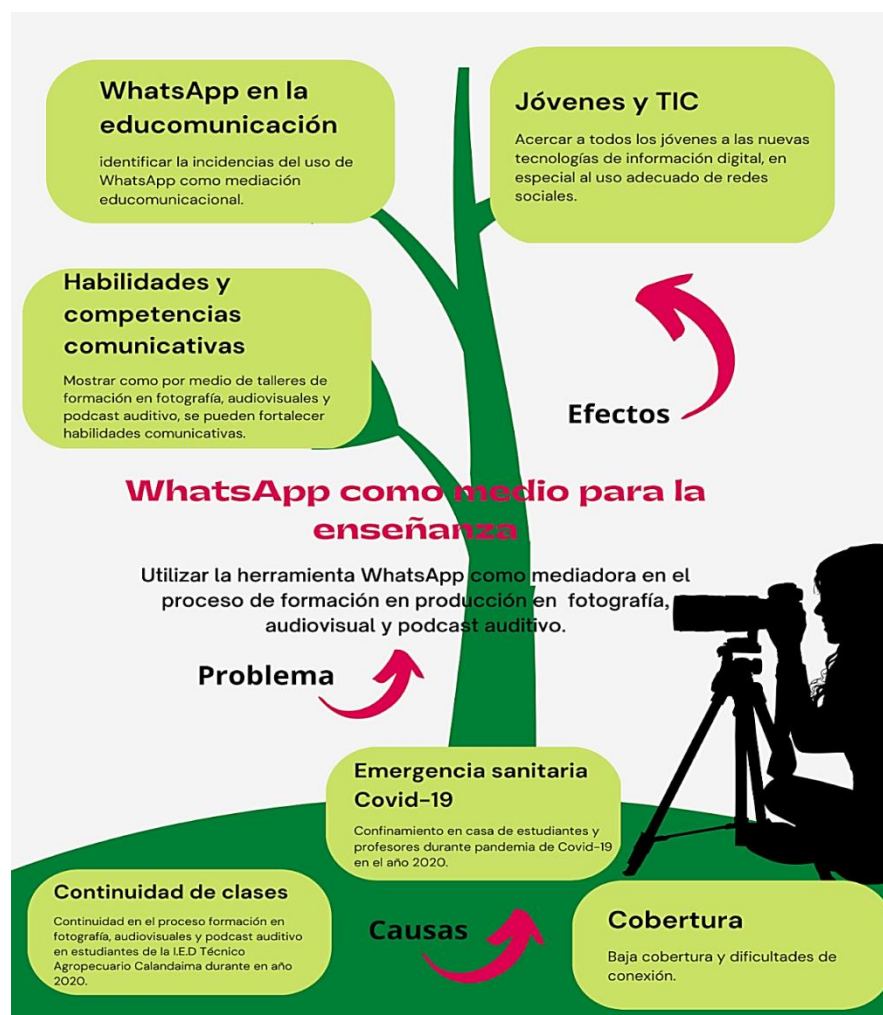 WhatsApp en la
educomunicación
identificar la incidencias del uso de
WhatsApp como mediación
educomunicacional.
Jóvenes y TIC
Acercar a todos los jóvenes a las nuevas
tecnologías de información digital, en
especial al uso adecuado de redes
sociales.
Habilidades y
competencias
comunicativas
Mostrar como por medio de talleres de
formación en fotografía, audiovisuales y
podcast auditivo, se pueden fortalecer
habilidades comunicativas.
Efectos
WhatsApp como medio para la
enseñanza
Utilizar la herramienta WhatsApp como mediadora en el
proceso de formación en producción en fotografía,
audiovisual y podcast auditivo.
Problema
Emergencia sanitaria
Covid-19
Confinamiento en casa de estudiantes y
profesores durante pandemia de Covid-19
en el año 2020.
Continuidad de clases
Continuidad en el proceso formación en
fotografía, audiovisuales y podcast auditivo
en estudiantes de la I.E.D Técnico
Agropecuario Calandaima durante en año
2020.
Causas
Cobertura
Baja cobertura y dificultades de
conexión.